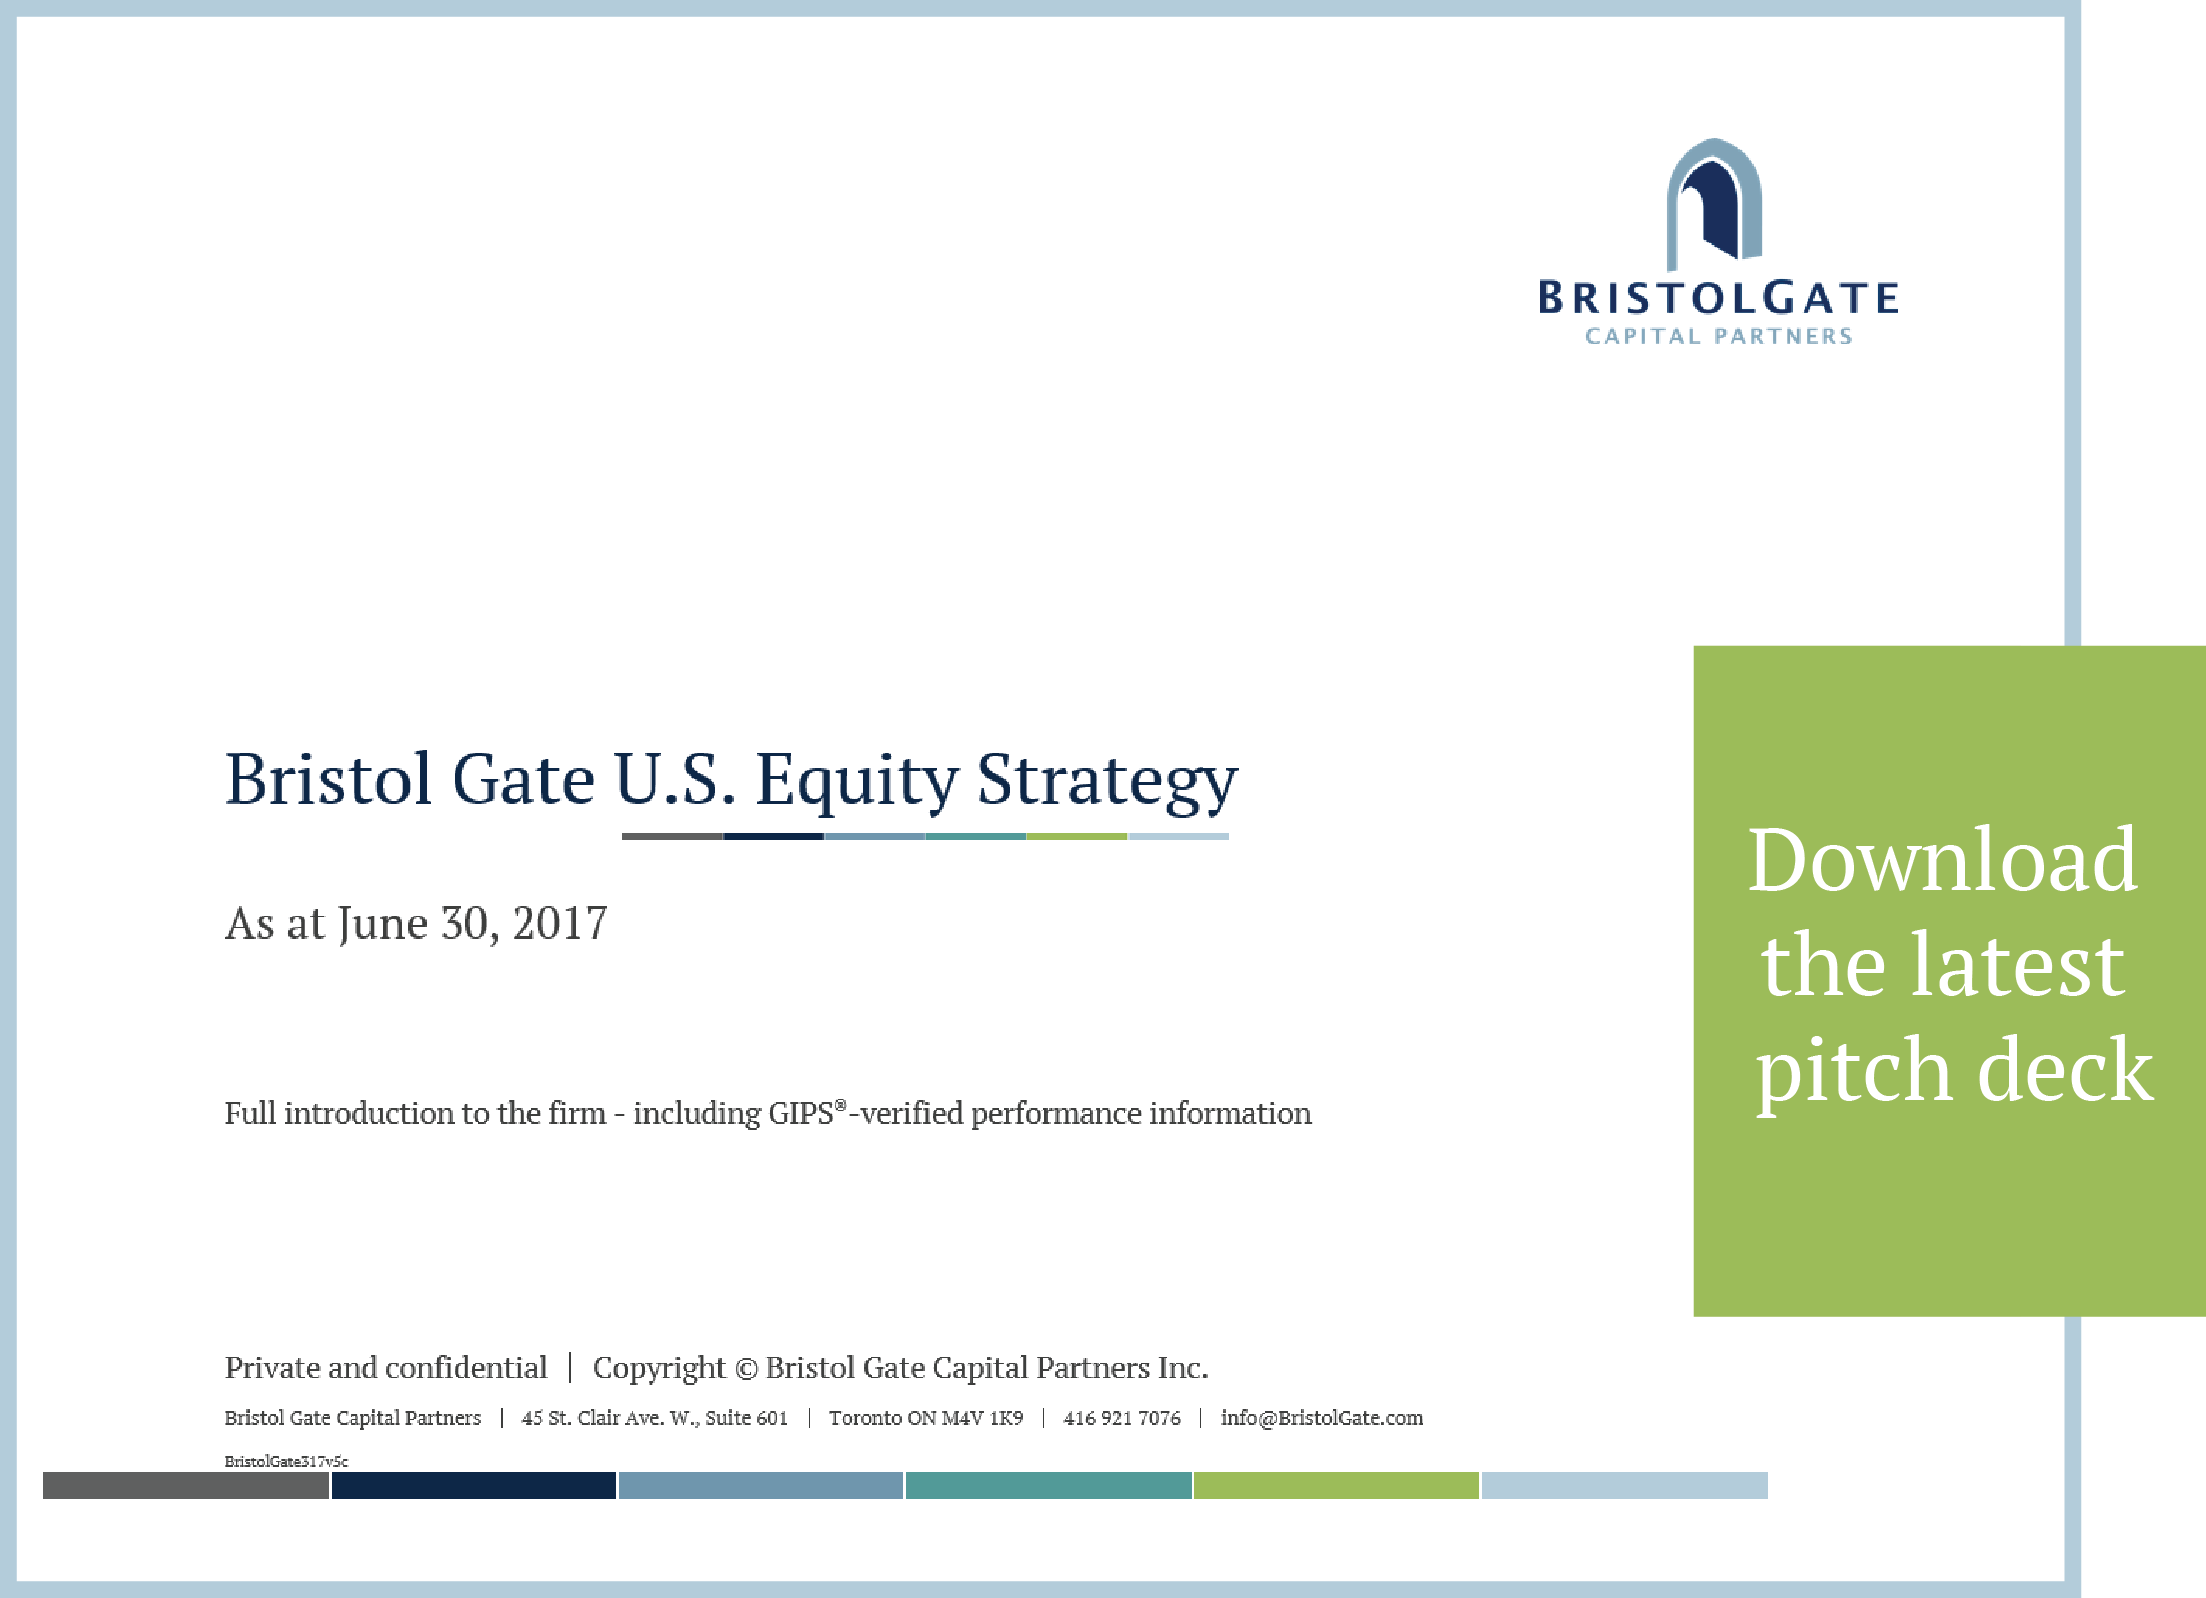 BRISTOLGATE
CAPITAL PARTNERS
Bristol Gate U.S. Equity Strategy
As at June 30, 2017
Download
the latest
pitch deck
Full introduction to the firm - including GIPS®-verified performance information
Private and confidential | Copyright © Bristol Gate Capital Partners Inc.
Bristol Gate Capital Partners | 45 St. Clair Ave. W., Suite 601 | Toronto ON M4V 1K9 | 416 921 7076 | info@BristolGate.com
BristolGate317v5c